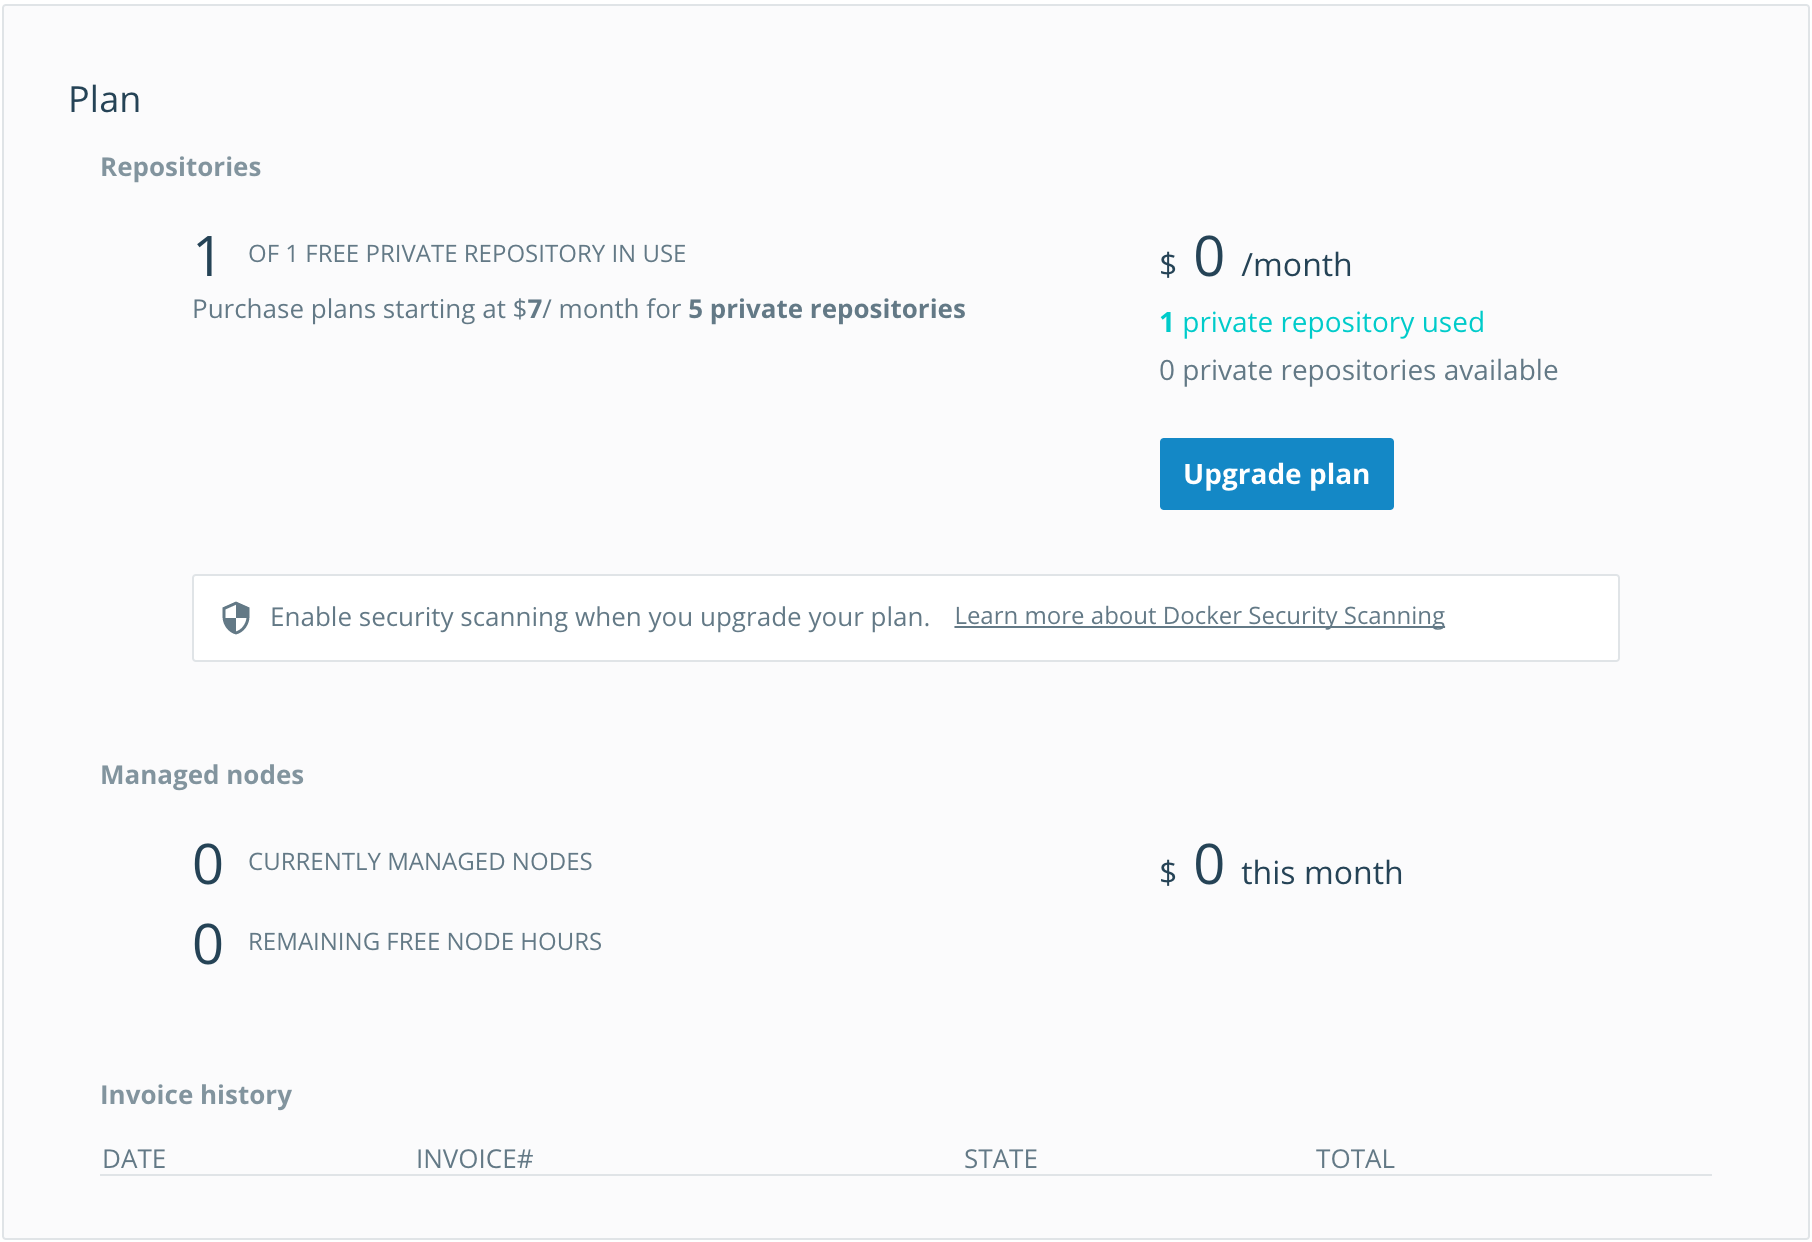 Plan
Repositories
1 OF 1 FREE PRIVATE REPOSITORY IN USE
Purchase plans starting at $7/ month for 5 private repositories
$ 0 /month
1 private repository used
0 private repositories available
Upgrade plan
Enable security scanning when you upgrade your plan. Learn more about Docker Security Scanning
Managed nodes
0 CURRENTLY MANAGED NODES
0 REMAINING FREE NODE HOURS
$ 0 this month
Invoice history
DATE INVOICE# STATE TOTAL